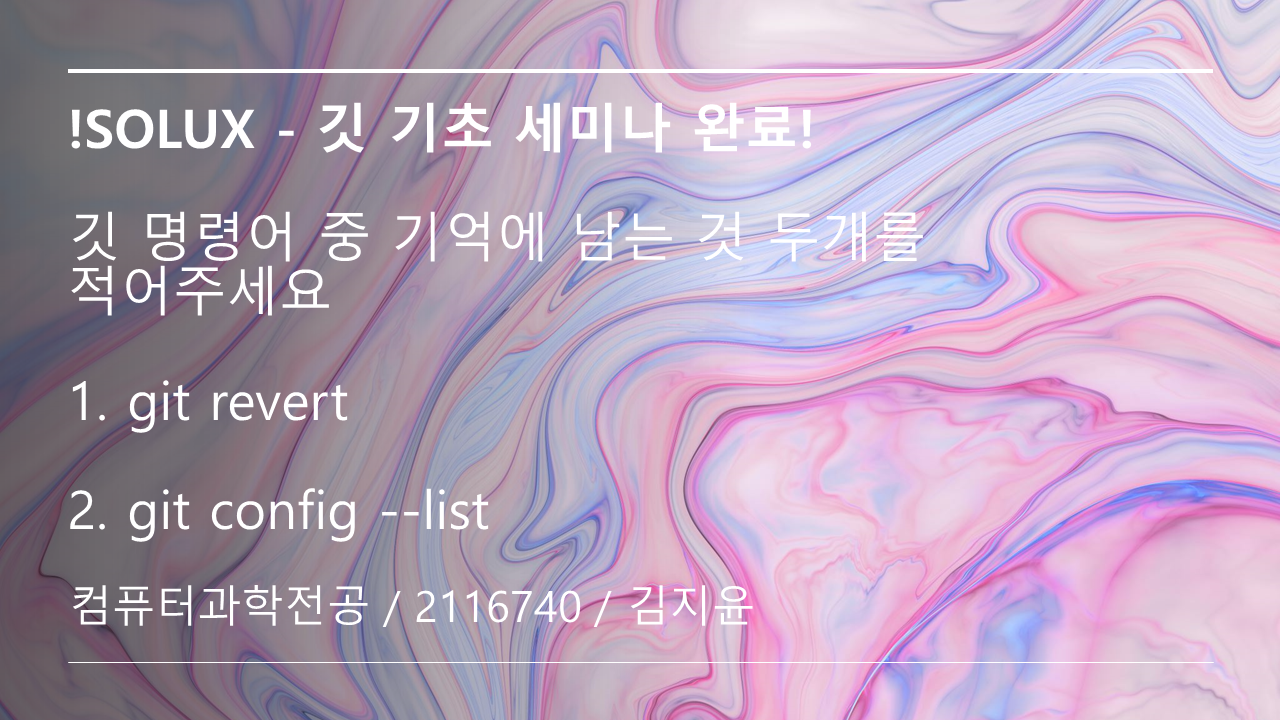 !SOLUX - 깃 기초 세미나 완료!
깃 명령어 중 기억에 남는 것 두개를
적어주세요
1. git revert
2. git config --list
컴퓨터과학전공 / 2116740 / 김지윤